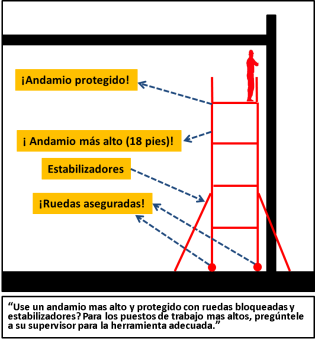 ¡Andamio protegido!
¡ Andamio más alto (18 pies)!
Estabilizadores
¡Ruedas aseguradas!
“Use un andamio mas alto y protegido con ruedas bloqueadas y
estabilizadores? Para los puestos de trabajo mas altos, pregúntele
a su supervisor para la herramienta adecuada.”